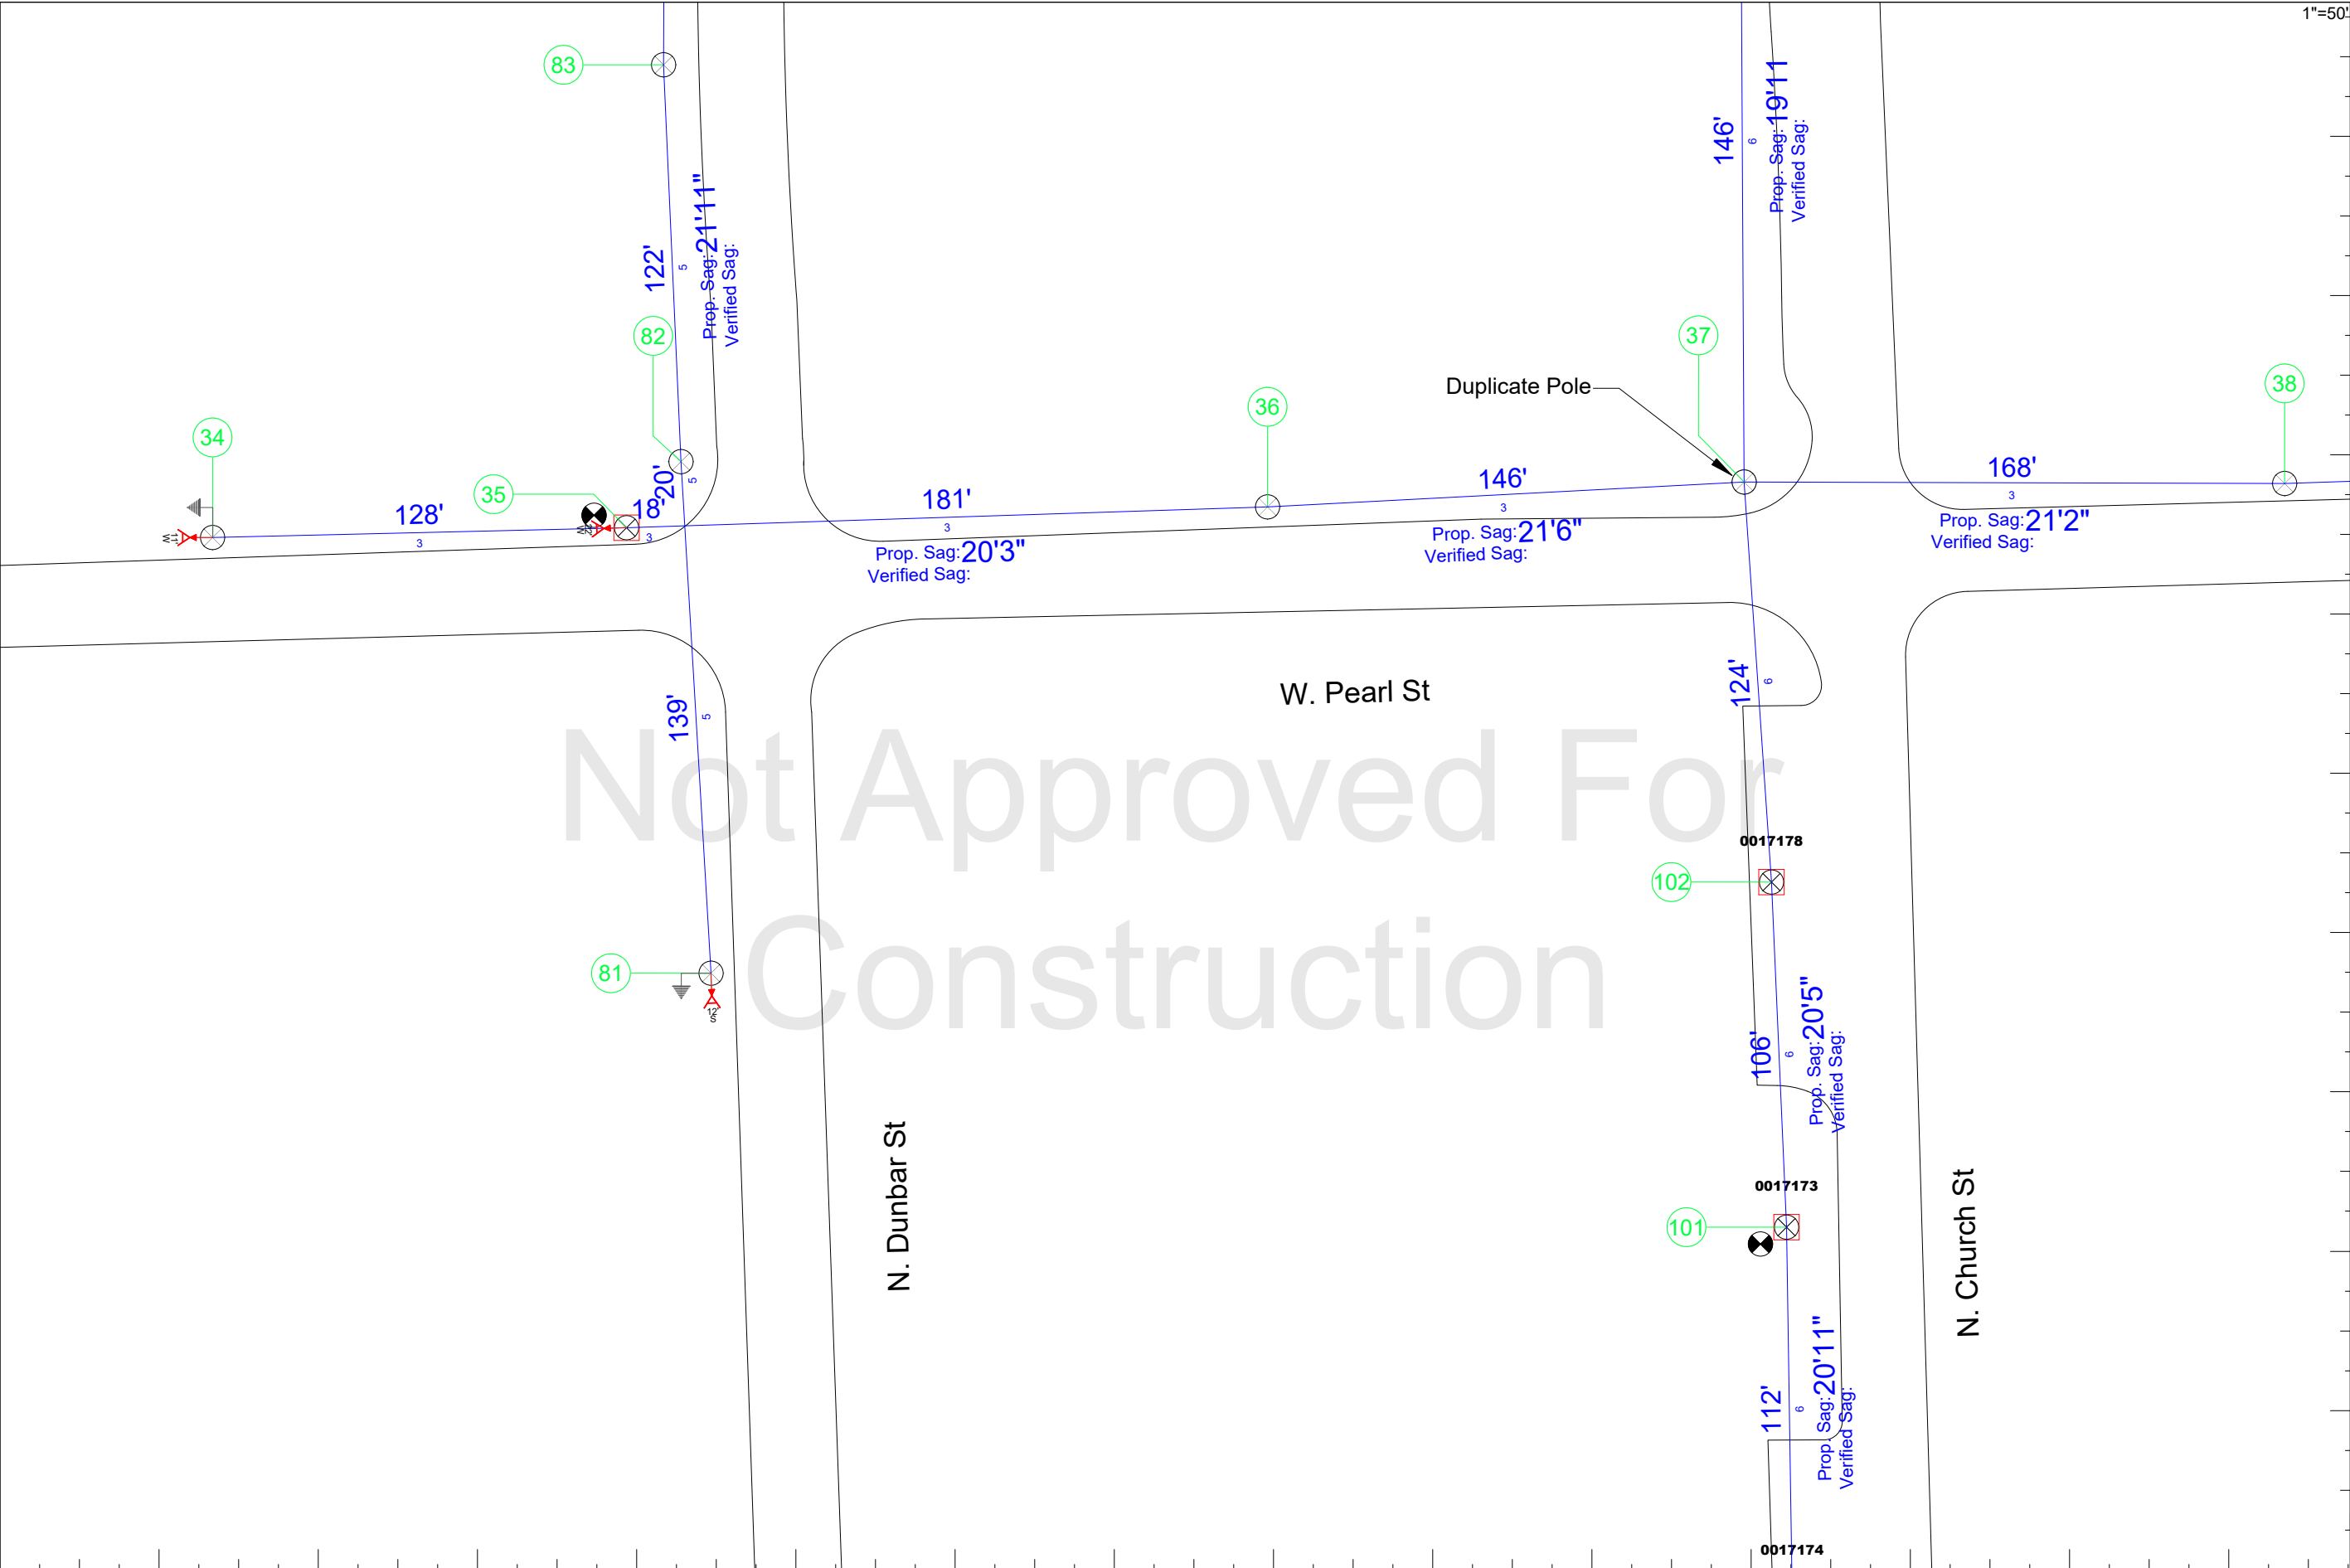 1"=50'
83
146'
6
Prop. Sag:19'11
Verified Sag:
122'
5
Prop. Sag:21'11"
Verified Sag:
82
37
Duplicate Pole
38
36
34
35
128'
3
18'
3
20'
5
181'
3
Prop. Sag:20'3"
Verified Sag:
146'
3
Prop. Sag:21'6"
Verified Sag:
168'
3
Prop. Sag:21'2"
Verified Sag:
11'
W
W
W. Pearl St
139'
5
124'
6
Not Approved For
Construction
0017178
102
81
12'
S
106'
6
Prop. Sag:20'5"
Verified Sag:
N. Dunbar St
N. Church St
0017173
101
112'
6
Prop. Sag:20'11"
Verified Sag:
0017174